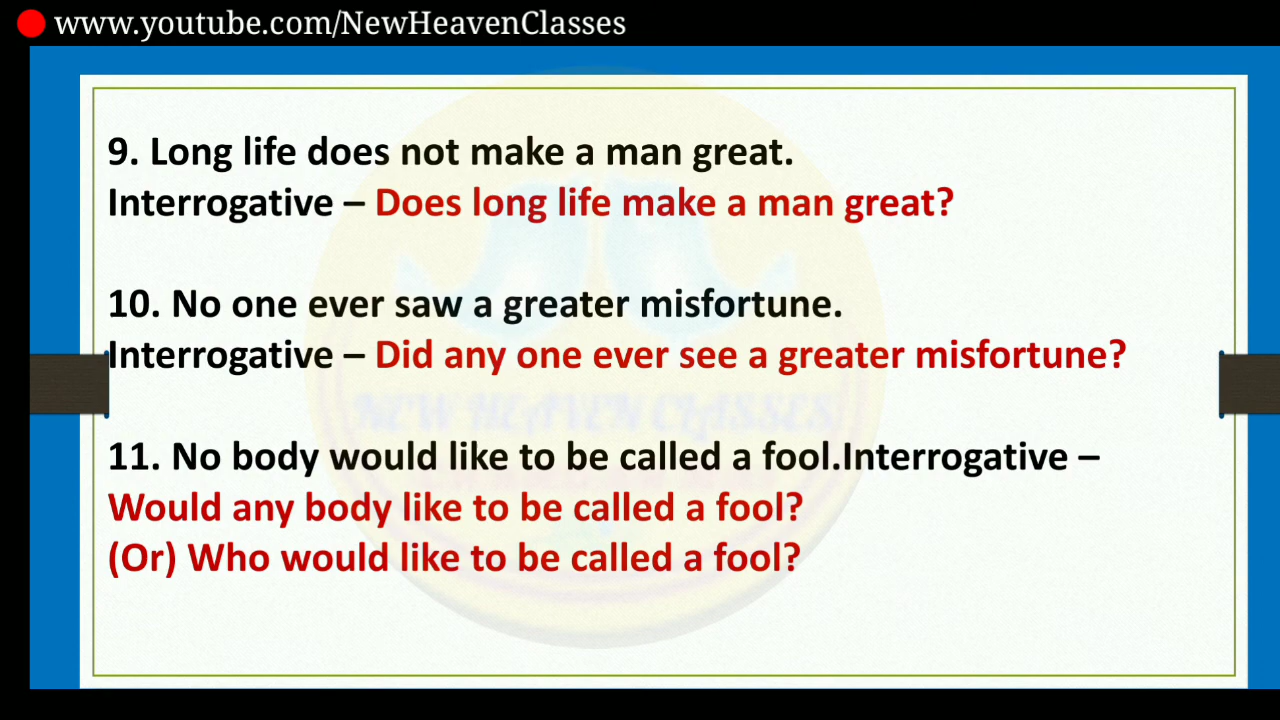 www.youtube.com/NewHeavenClasses
9. Long life does not make a man great.
Interrogative – Does long life make a man great?
10. No one ever saw a greater misfortune.
Interrogative – Did any one ever see a greater misfortune?
NEW HEAVEN CLASSES
11. No body would like to be called a fool.Interrogative –
Would any body like to be called a fool?
(Or) Who would like to be called a fool?